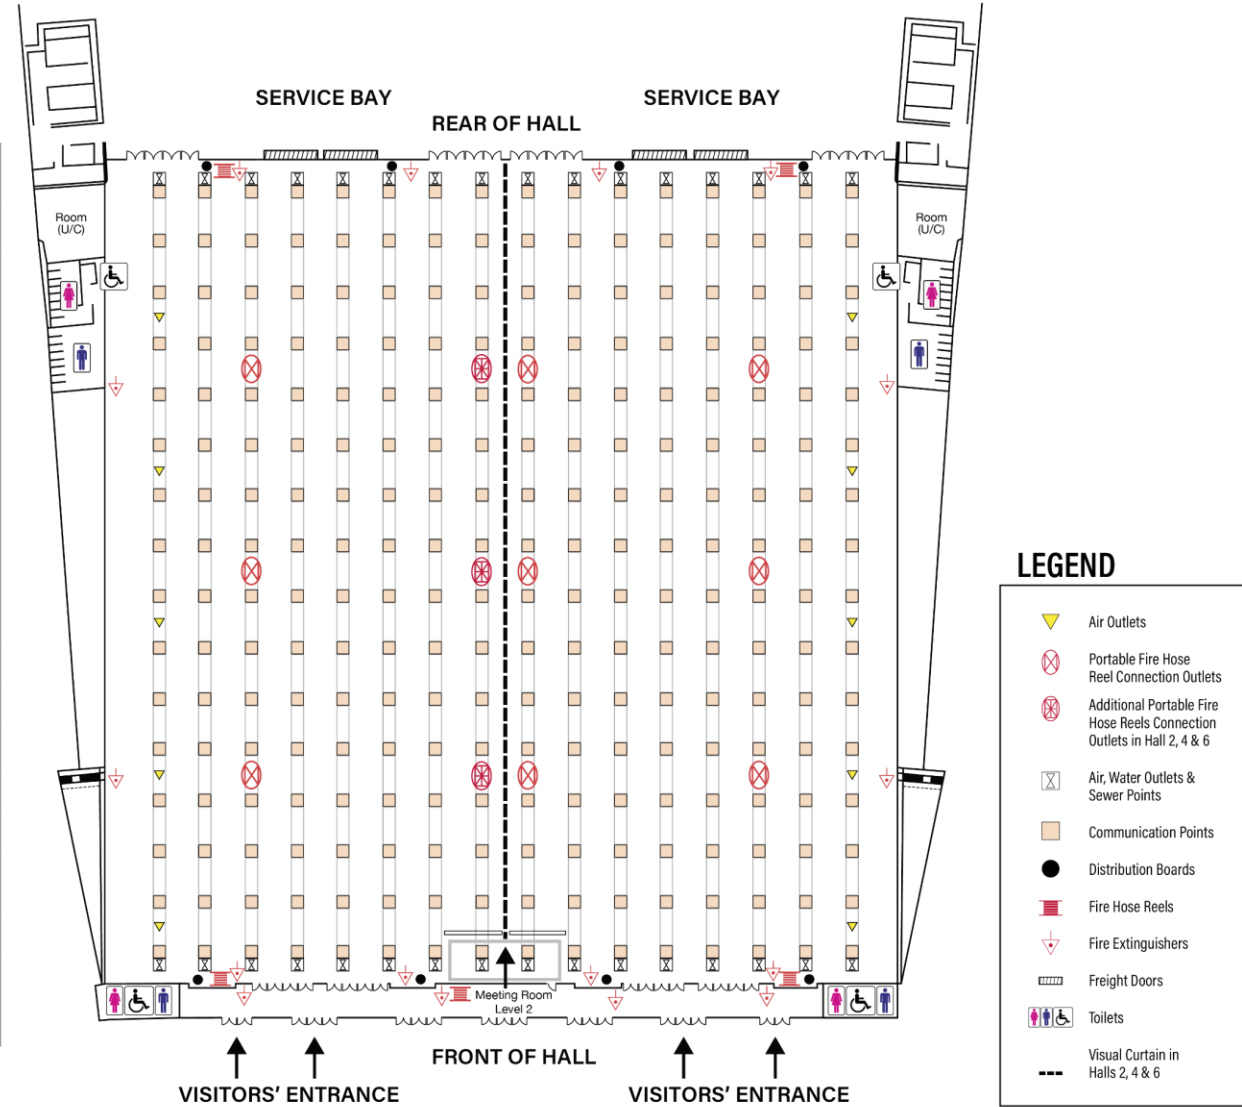 SERVICE BAY
SERVICE BAY
REAR OF HALL
Room
(U/C)
Room
(U/C)
Meeting Room
Level 2
FRONT OF HALL
VISITORS' ENTRANCE
VISITORS' ENTRANCE
LEGEND
Air Outlets
Portable Fire Hose
Reel Connection Outlets
Additional Portable Fire
Hose Reels Connection
Outlets in Hall 2, 4 & 6
Air, Water Outlets &
Sewer Points
Communication Points
Distribution Boards
Fire Hose Reels
Fire Extinguishers
Freight Doors
Toilets
Visual Curtain in
Halls 2, 4 & 6